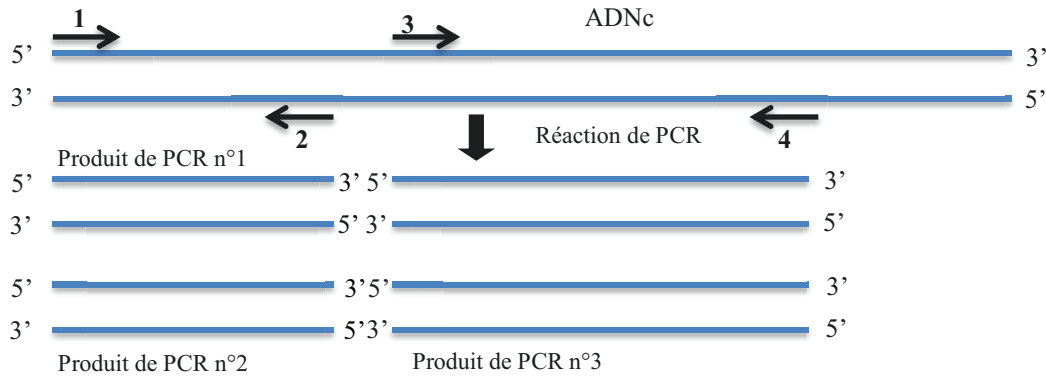 1 3 ADNc
5’ 3’
3’ 5’
2 Réaction de PCR 4
Produit de PCR n°1
5’ 3’ 5’ 3’
3’ 5’ 3’ 5’
5’ 3’5’ 3’
3’ 5’3’ 5’
Produit de PCR n°2 Produit de PCR n°3